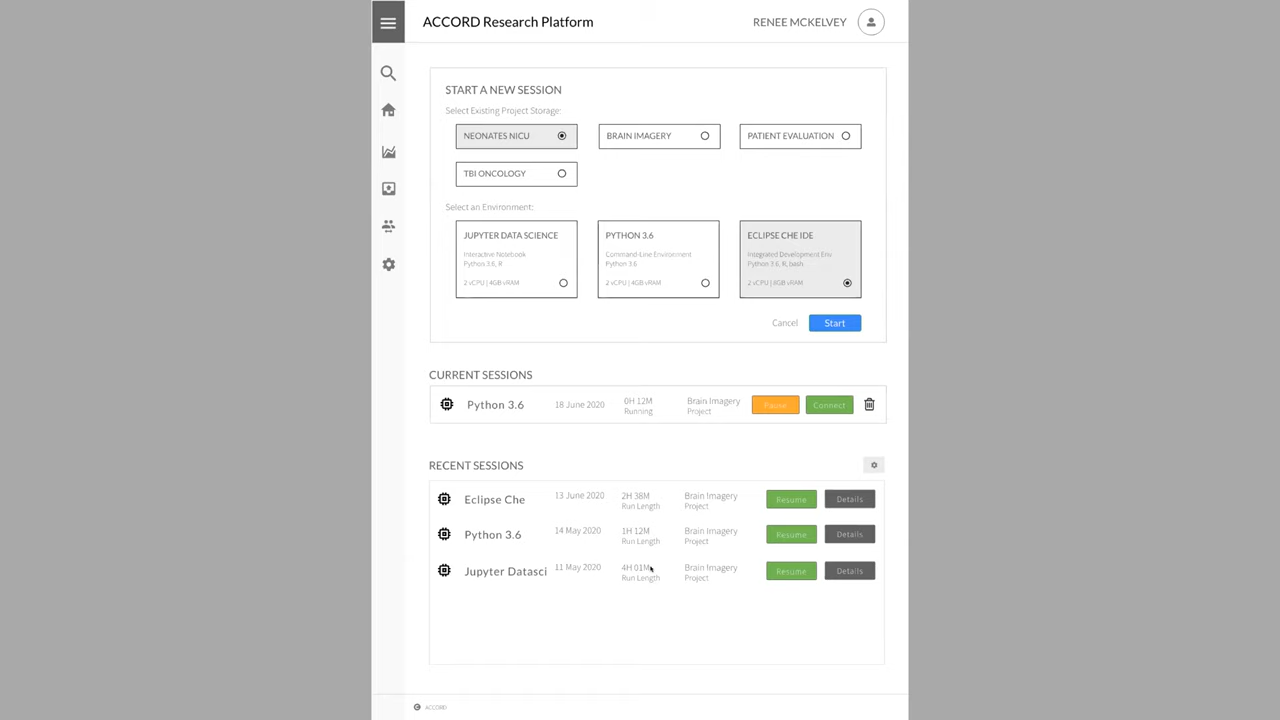 ACCORD Research Platform
RENEE MCKELVEY
START A NEW SESSION
Select Existing Project Storage:
NEONATES NICU
BRAIN IMAGERY
PATIENT EVALUATION
TBI ONCOLOGY
Select an Environment:
JUPYTER DATA SCIENCE
Interactive Notebook
Python 3.6, R
2 vCPU | 4GB vRAM
PYTHON 3.6
Command-Line Environment
Python 3.6
2 vCPU | 4GB vRAM
ECLIPSE CHE IDE
Integrated Development Env
Python 3.6, R, bash
2 vCPU | 6GB vRAM
Cancel
Start
CURRENT SESSIONS
Python 3.6
18 June 2020
0H 12M
Running
Brain Imagery
Project
Pause
Connect
RECENT SESSIONS
Eclipse Che
13 June 2020
2H 38M
Run Length
Brain Imagery
Project
Resume
Details
Python 3.6
14 May 2020
1H 12M
Run Length
Brain Imagery
Project
Resume
Details
Jupyter Datasci
11 May 2020
4H 01M
Run Length
Brain Imagery
Project
Resume
Details
ACCORD